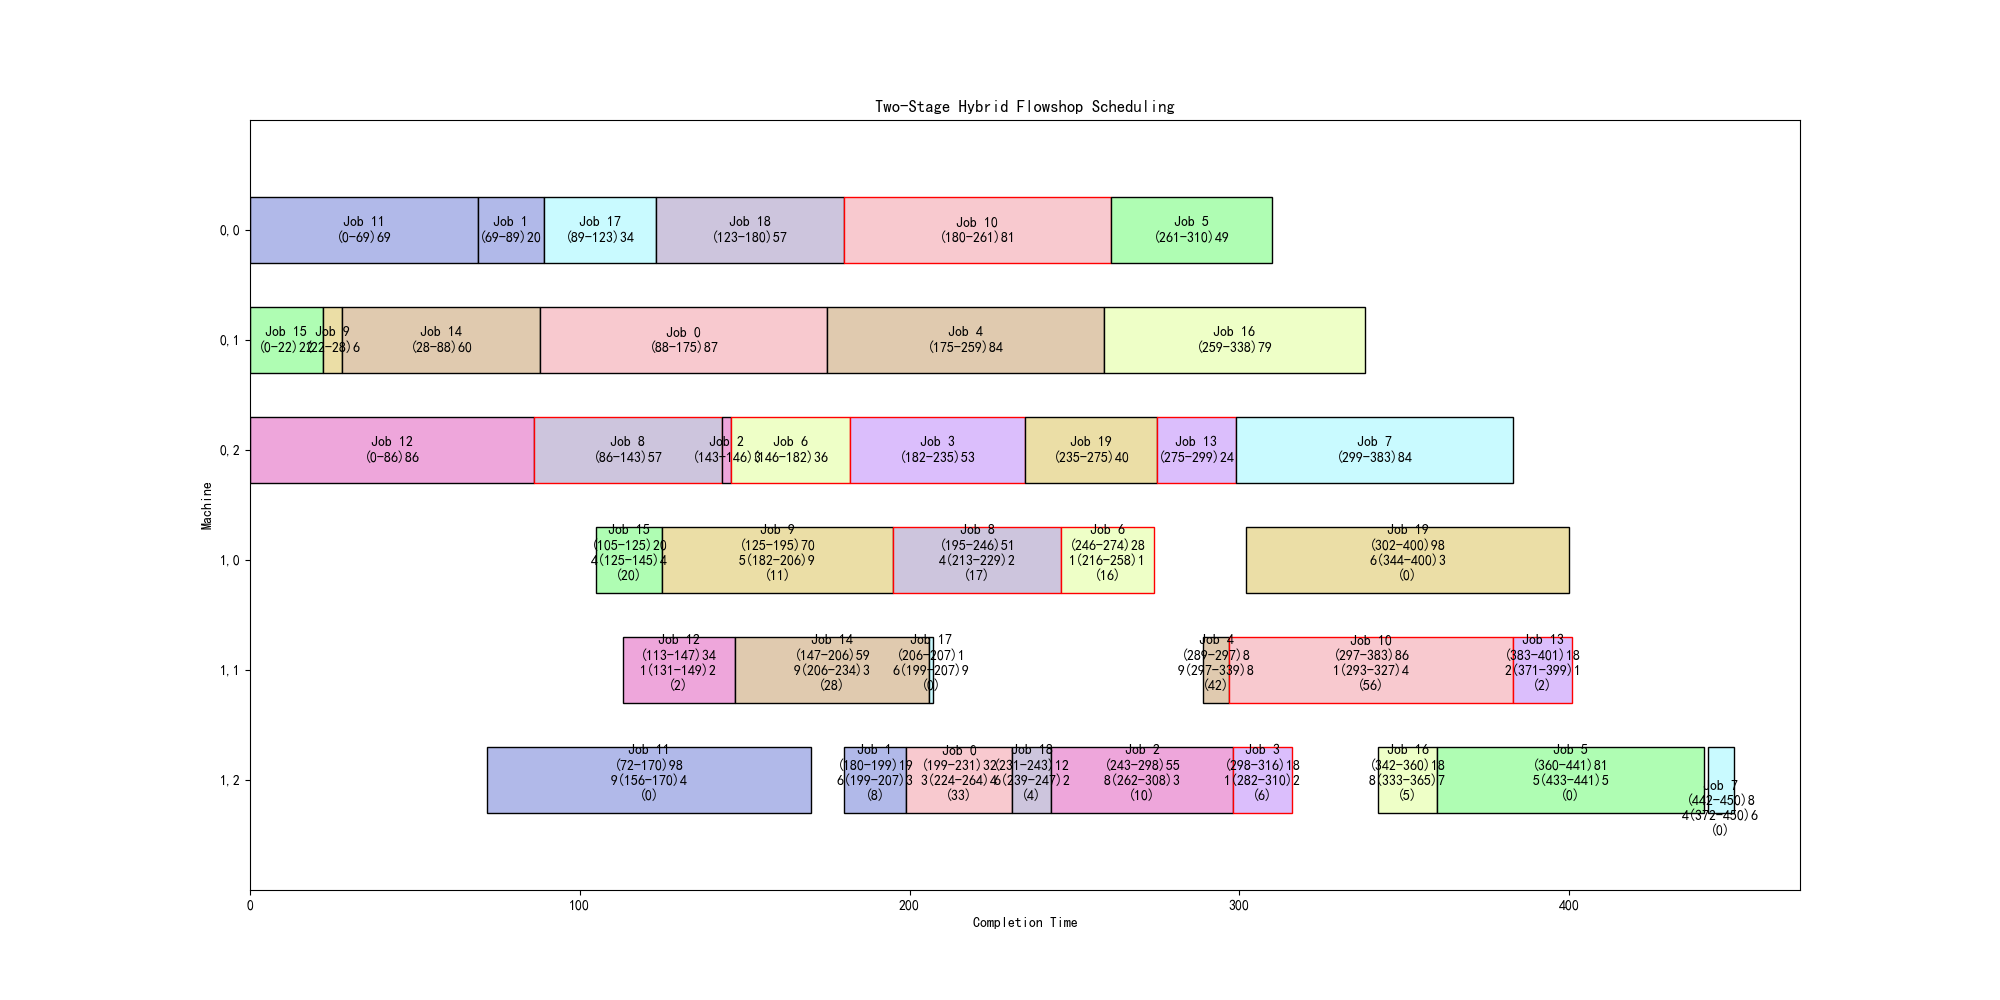 Two-Stage Hybrid Flowshop Scheduling
0,0
Job 11
(0-69)69
Job 1
(69-89)20
Job 17
(89-123)34
Job 18
(123-180)57
Job 10
(180-261)81
Job 5
(261-310)49
0,1
Job 15
(0-22)22
Job 9
(22-28)6
Job 14
(28-88)60
Job 0
(88-175)87
Job 4
(175-259)84
Job 16
(259-338)79
0,2
Job 12
(0-86)86
Job 8
(86-143)57
Job 2
(143-146)3
Job 6
(146-182)36
Job 3
(182-235)53
Job 19
(235-275)40
Job 13
(275-299)24
Job 7
(299-383)84
Machine
1,0
Job 15
(105-125)20
4(125-145)4
(20)
Job 9
(125-195)70
5(182-206)9
(11)
Job 8
(195-246)51
4(213-229)2
(17)
Job 6
(246-274)28
1(216-258)1
(16)
Job 19
(302-400)98
6(344-400)3
(0)
1,1
Job 12
(113-147)34
1(131-149)2
(2)
Job 14
(147-206)59
9(206-234)3
(28)
Job 17
(206-207)1
6(199-207)9
(0)
Job 4
(289-297)8
9(297-339)8
(42)
Job 10
(297-383)86
1(293-327)4
(56)
Job 13
(383-401)18
2(371-399)1
(2)
1,2
Job 11
(72-170)98
9(156-170)4
(0)
Job 1
(180-199)19
6(199-207)3
(8)
Job 0
(199-231)32
3(224-264)4
(33)
Job 18
(231-243)12
6(239-247)2
(4)
Job 2
(243-298)55
8(262-308)3
(10)
Job 3
(298-316)18
1(282-310)2
(6)
Job 16
(342-360)18
8(333-365)7
(5)
Job 5
(360-441)81
5(433-441)5
(0)
Job 7
(442-450)8
4(372-450)6
(0)
0
100
200
300
400
Completion Time